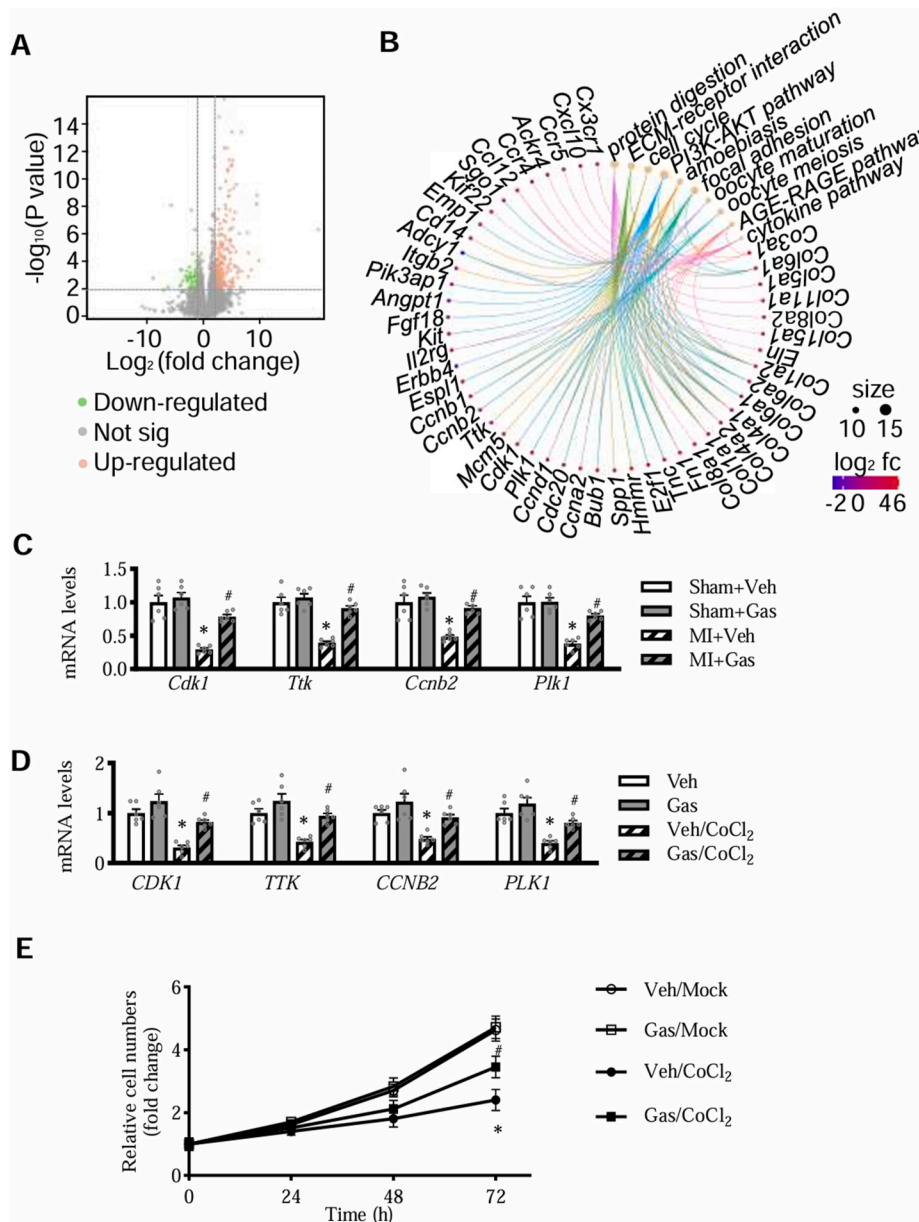 A
B
-log10(P value)
14
12
10
8
6
4
2
0
-10
0
10
Log2 (fold change)
Down-regulated
Not sig
Up-regulated
protein digestion
ECM-receptor interaction
cell cycle
PI3K-AKT pathway
amoebiasis
focal adhesion
oocyte maturation
oocyte meiosis
AGE-RAGE pathwa
cytokine pathway
Co3a1
Col6a1
Col5a1
Col11a1
Col8a2
Col15a1
Eln
Col1a2
Col6a2
Col6a1
Col4a1
Col14a1
Col8a1
Fn1
Tnc
E2f1
Hmmr
Spp1
Bub1
Ccna2
Cdc20
Ccnd1
Plk1
Cdk1
Mcm5
Ttk
Ccnb2
Ccnb1
Espl1
Erbb4
Il2rg
Kit
Fgf18
Angpt1
Pik3ap1
Itgb2
Adcy1
Cd14
Emp1
Kif22
Sgo1
Ccl12
Ccr2
Ackr4
Ccr5
Cxcl10
Cx3cr1
size
10 15
log2 fc
-2 0 46
C
mRNA levels
1.5
1.0
0.5
0.0
* # * # * # * #
Cdk1 Ttk Ccnb2 Plk1
Sham+Veh
Sham+Gas
MI+Veh
MI+Gas
D
mRNA levels
2
1
0
* # * # * # * #
CDK1 TTK CCNB2 PLK1
Veh
Gas
Veh/CoCl2
Gas/CoCl2
E
Relative cell numbers
(fold change)
6
4
2
0
#
*
0 24 48 72
Time (h)
Veh/Mock
Gas/Mock
Veh/CoCl2
Gas/CoCl2